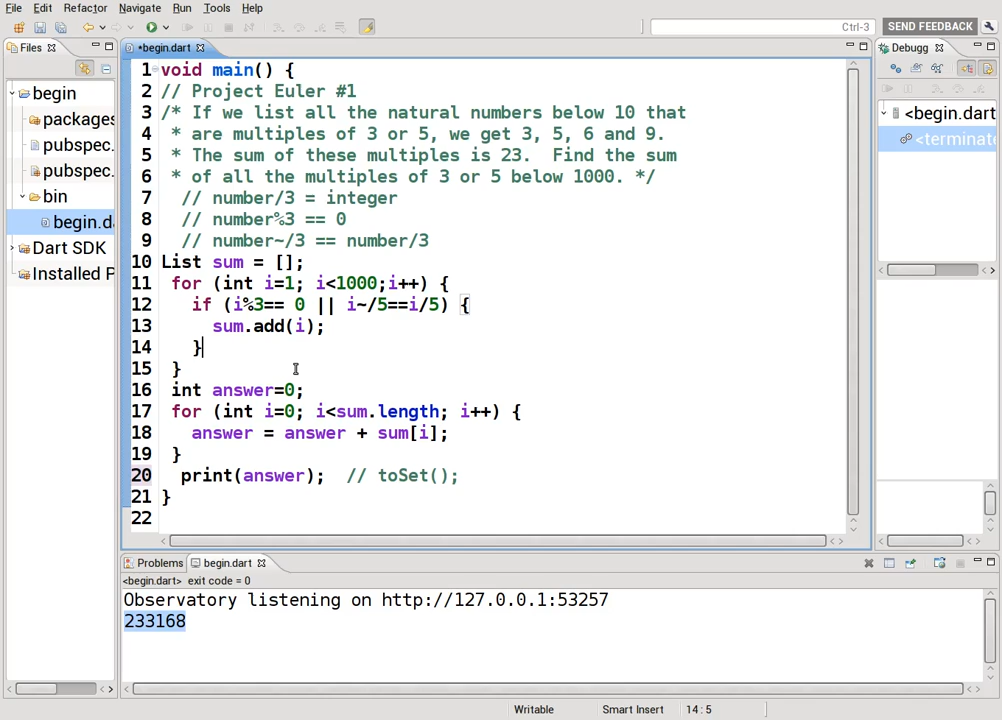 File Edit Refactor Navigate Run Tools Help
Ctrl-3 SEND FEEDBACK
Files
*begin.dart
Debugg
begin
packages
pubspec.
pubspec.
bin
begin.d
Dart SDK
Installed P
1 void main() {
2 // Project Euler #1
3 /* If we list all the natural numbers below 10 that
4 * are multiples of 3 or 5, we get 3, 5, 6 and 9.
5 * The sum of these multiples is 23.  Find the sum
6 * of all the multiples of 3 or 5 below 1000. */
7 // number/3 = integer
8 // number%3 == 0
9 // number~/3 == number/3
10 List sum = [];
11 for (int i=1; i<1000;i++) {
12 if (i%3== 0 || i~/5==i/5) {
13 sum.add(i);
14 }
15 }
16 int answer=0;
17 for (int i=0; i<sum.length; i++) {
18 answer = answer + sum[i];
19 }
20 print(answer);  // toSet();
21 }
22
<begin.dart
<terminate
Problems begin.dart
<begin.dart> exit code = 0
Observatory listening on http://127.0.0.1:53257
233168
Writable Smart Insert 14 : 5